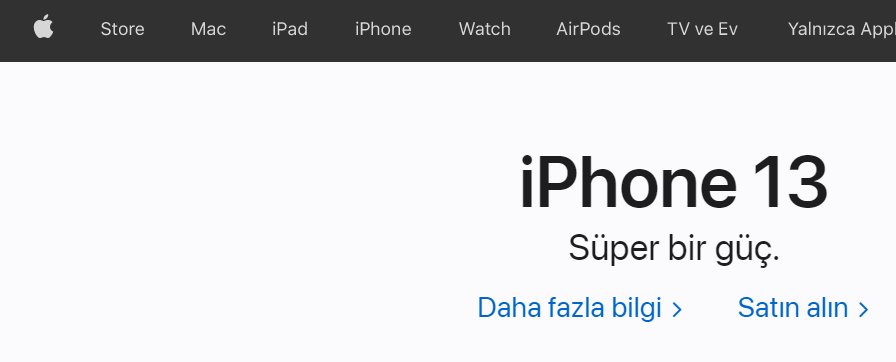 Store Mac iPad iPhone Watch AirPods TV ve Ev Yalnızca Appl
iPhone 13
Süper bir güç.
Daha fazla bilgi > Satın alın >